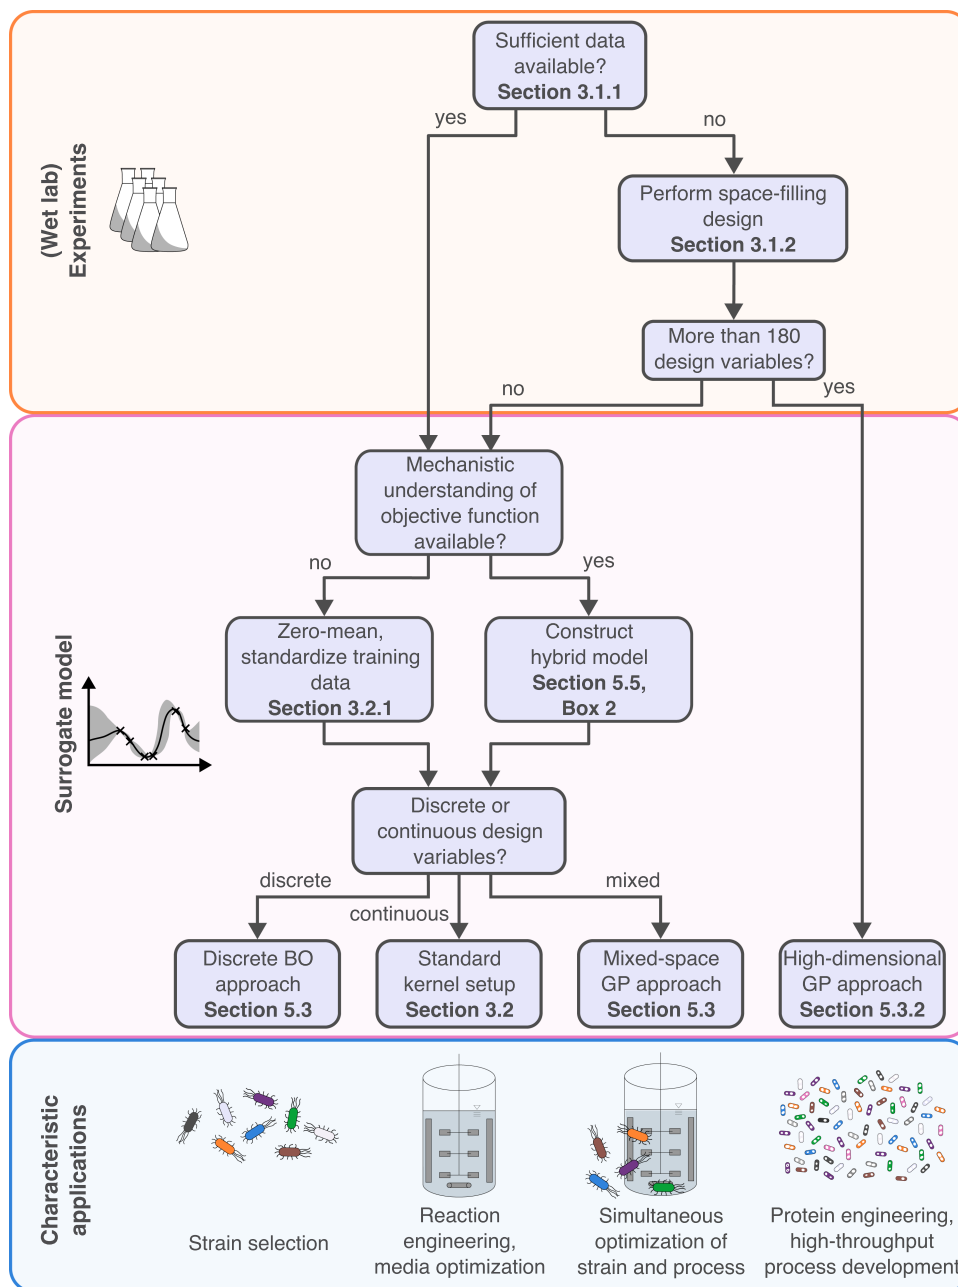 Sufficient data
available?
Section 3.1.1
yes
no
(Wet lab)
Experiments
Perform space-filling
design
Section 3.1.2
More than 180
design variables?
no
yes
Mechanistic
understanding of
objective function
available?
no
yes
Surrogate model
Zero-mean,
standardize training
data
Section 3.2.1
Construct
hybrid model
Section 5.5,
Box 2
Discrete or
continuous design
variables?
discrete
continuous
mixed
Discrete BO
approach
Section 5.3
Standard
kernel setup
Section 3.2
Mixed-space
GP approach
Section 5.3
High-dimensional
GP approach
Section 5.3.2
Characteristic
applications
Strain selection
Reaction
engineering,
media optimization
Simultaneous
optimization of
strain and process
Protein engineering,
high-throughput
process development